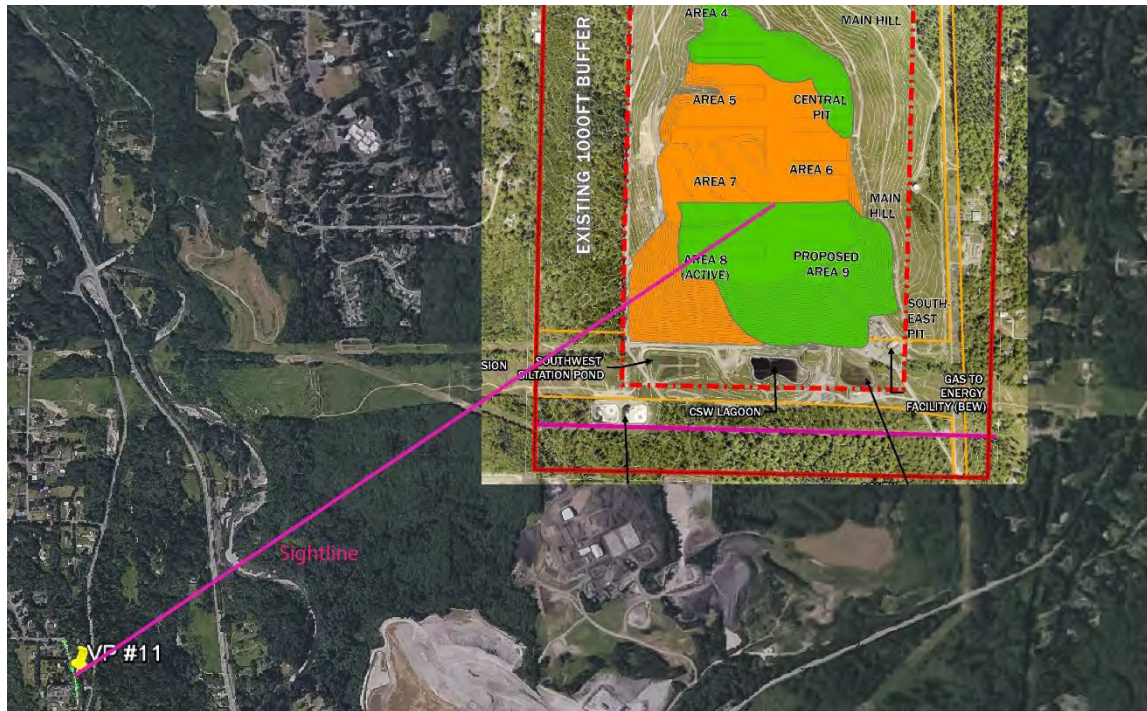 AREA 4
MAIN HILL
EXISTING 1000FT BUFFER
AREA 5
CENTRAL
PIT
AREA 7
AREA 6
MAIN
HILL
AREA 8
(ACTIVE)
PROPOSED
AREA 9
SOUTH
EAST
PIT
SION
SOUTHWEST
SILTATION POND
CSW LAGOON
GAS TO
ENERGY
FACILITY (BEW)
Sightline
VP #11